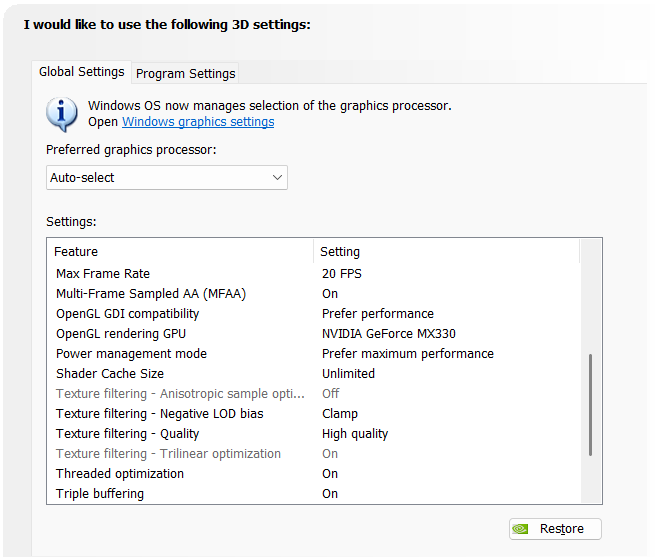 I would like to use the following 3D settings:
Global Settings Program Settings
Windows OS now manages selection of the graphics processor.
Open Windows graphics settings
Preferred graphics processor:
Auto-select
Settings:
Feature Setting
Max Frame Rate 20 FPS
Multi-Frame Sampled AA (MFAA) On
OpenGL GDI compatibility Prefer performance
OpenGL rendering GPU NVIDIA GeForce MX330
Power management mode Prefer maximum performance
Shader Cache Size Unlimited
Texture filtering - Anisotropic sample opti... Off
Texture filtering - Negative LOD bias Clamp
Texture filtering - Quality High quality
Texture filtering - Trilinear optimization On
Threaded optimization On
Triple buffering On
Restore